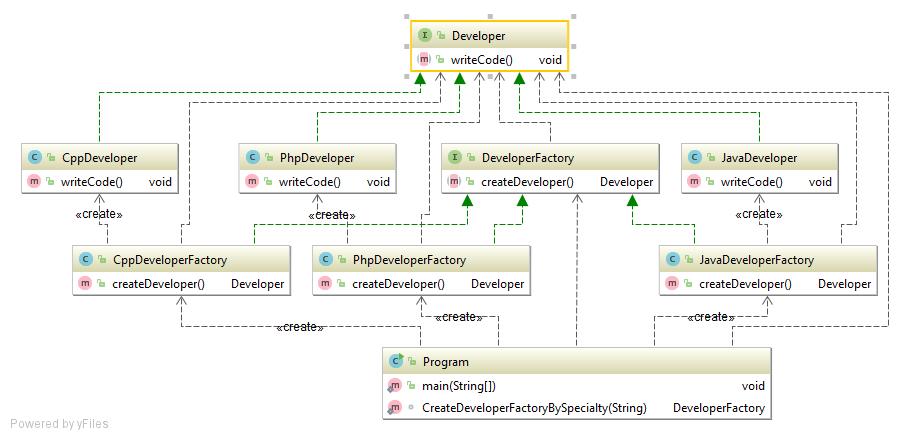 I Developer
m writeCode() void
C CppDeveloper
m writeCode() void
C PhpDeveloper
m writeCode() void
I DeveloperFactory
m createDeveloper() Developer
C JavaDeveloper
m writeCode() void
«create»
«create»
«create»
C CppDeveloperFactory
m createDeveloper() Developer
C PhpDeveloperFactory
m createDeveloper() Developer
C JavaDeveloperFactory
m createDeveloper() Developer
«create»
«create»
«create»
C Program
m main(String[]) void
m CreateDeveloperFactoryBySpecialty(String) DeveloperFactory
Powered by yFiles